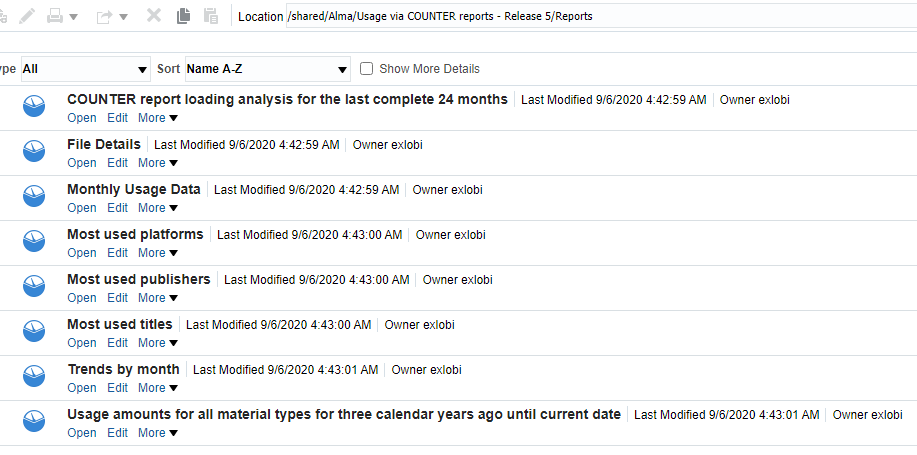 Location /shared/Alma/Usage via COUNTER reports - Release 5/Reports
ype All Sort Name A-Z Show More Details
COUNTER report loading analysis for the last complete 24 months Last Modified 9/6/2020 4:42:59 AM Owner exlobi
Open Edit More
File Details Last Modified 9/6/2020 4:42:59 AM Owner exlobi
Open Edit More
Monthly Usage Data Last Modified 9/6/2020 4:42:59 AM Owner exlobi
Open Edit More
Most used platforms Last Modified 9/6/2020 4:43:00 AM Owner exlobi
Open Edit More
Most used publishers Last Modified 9/6/2020 4:43:00 AM Owner exlobi
Open Edit More
Most used titles Last Modified 9/6/2020 4:43:00 AM Owner exlobi
Open Edit More
Trends by month Last Modified 9/6/2020 4:43:01 AM Owner exlobi
Open Edit More
Usage amounts for all material types for three calendar years ago until current date Last Modified 9/6/2020 4:43:01 AM Owner exlobi
Open Edit More